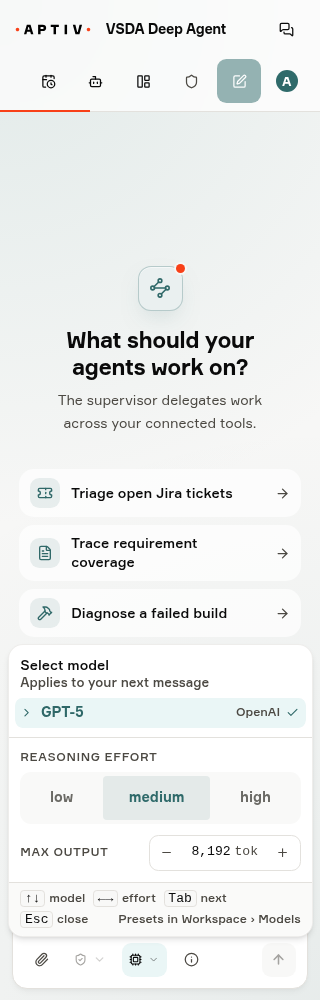 • APTIV • VSDA Deep Agent
A
What should your
agents work on?
The supervisor delegates work
across your connected tools.
Triage open Jira tickets →
Trace requirement
coverage →
Diagnose a failed build →
Select model
Applies to your next message
> GPT-5 OpenAI ✓
REASONING EFFORT
low medium high
MAX OUTPUT − 8,192 tok +
↑↓ model ←→ effort Tab next
Esc close Presets in Workspace › Models